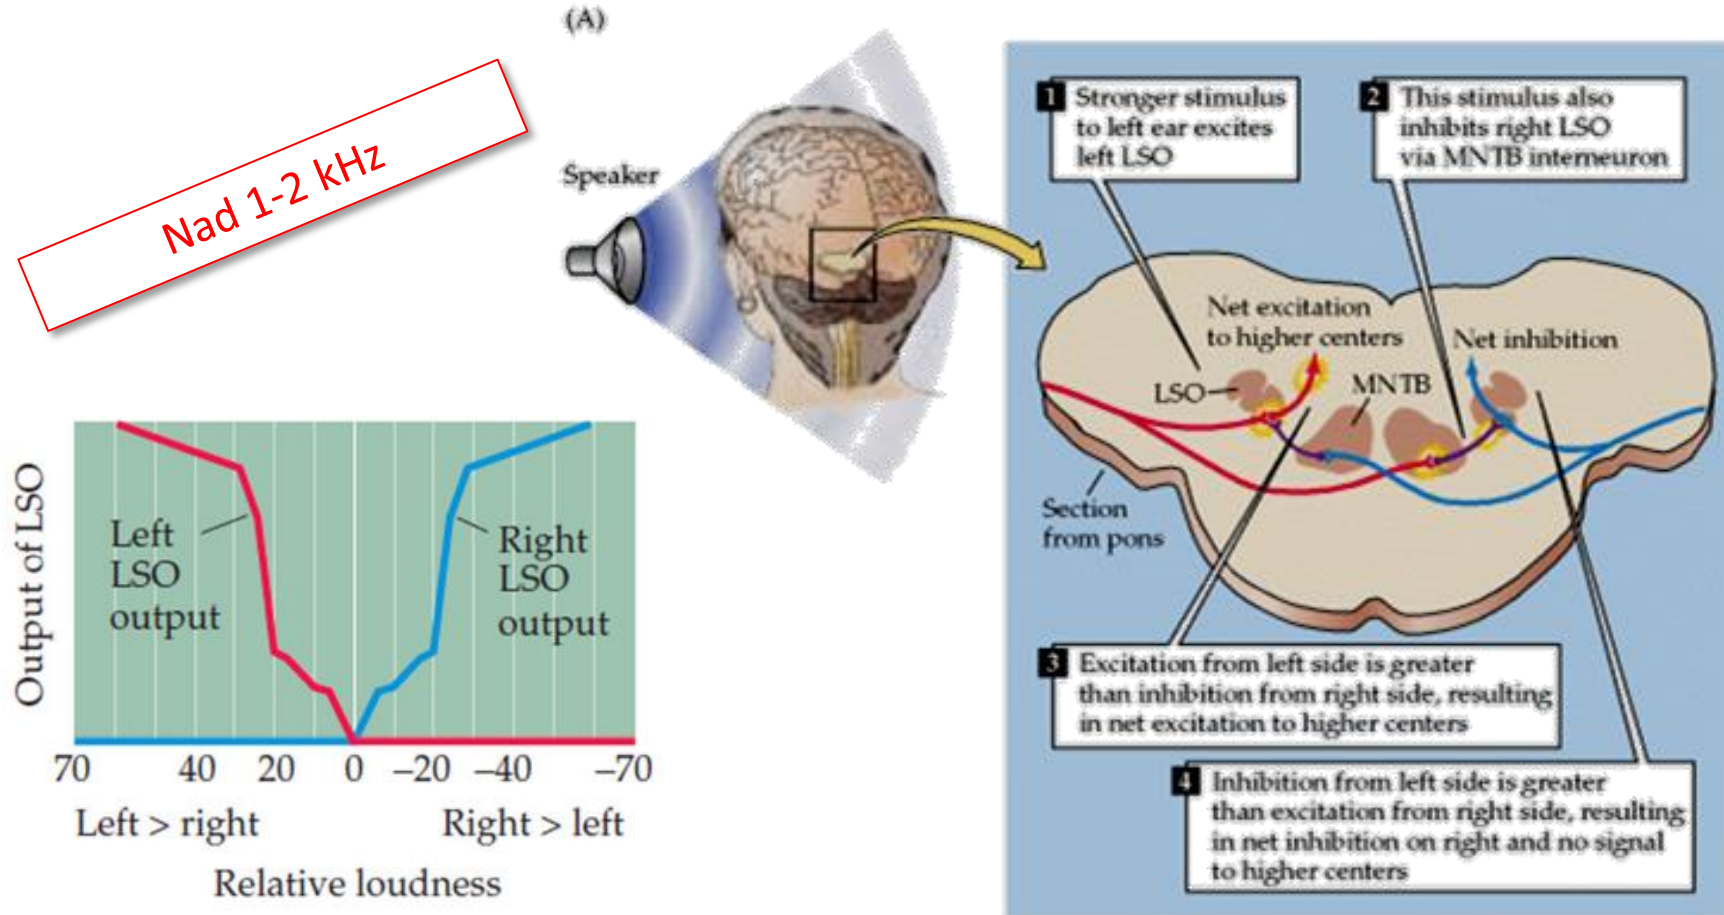 (A)
Nad 1-2 kHz
Speaker
1 Stronger stimulus
to left ear excites
left LSO
2 This stimulus also
inhibits right LSO
via MNTB interneuron
Net excitation
to higher centers
Net inhibition
LSO
MNTB
Section
from pons
3 Excitation from left side is greater
than inhibition from right side, resulting
in net excitation to higher centers
4 Inhibition from left side is greater
than excitation from right side, resulting
in net inhibition on right and no signal
to higher centers
Output of LSO
Left
LSO
output
Right
LSO
output
70 40 20 0 –20 –40 –70
Left > right Right > left
Relative loudness